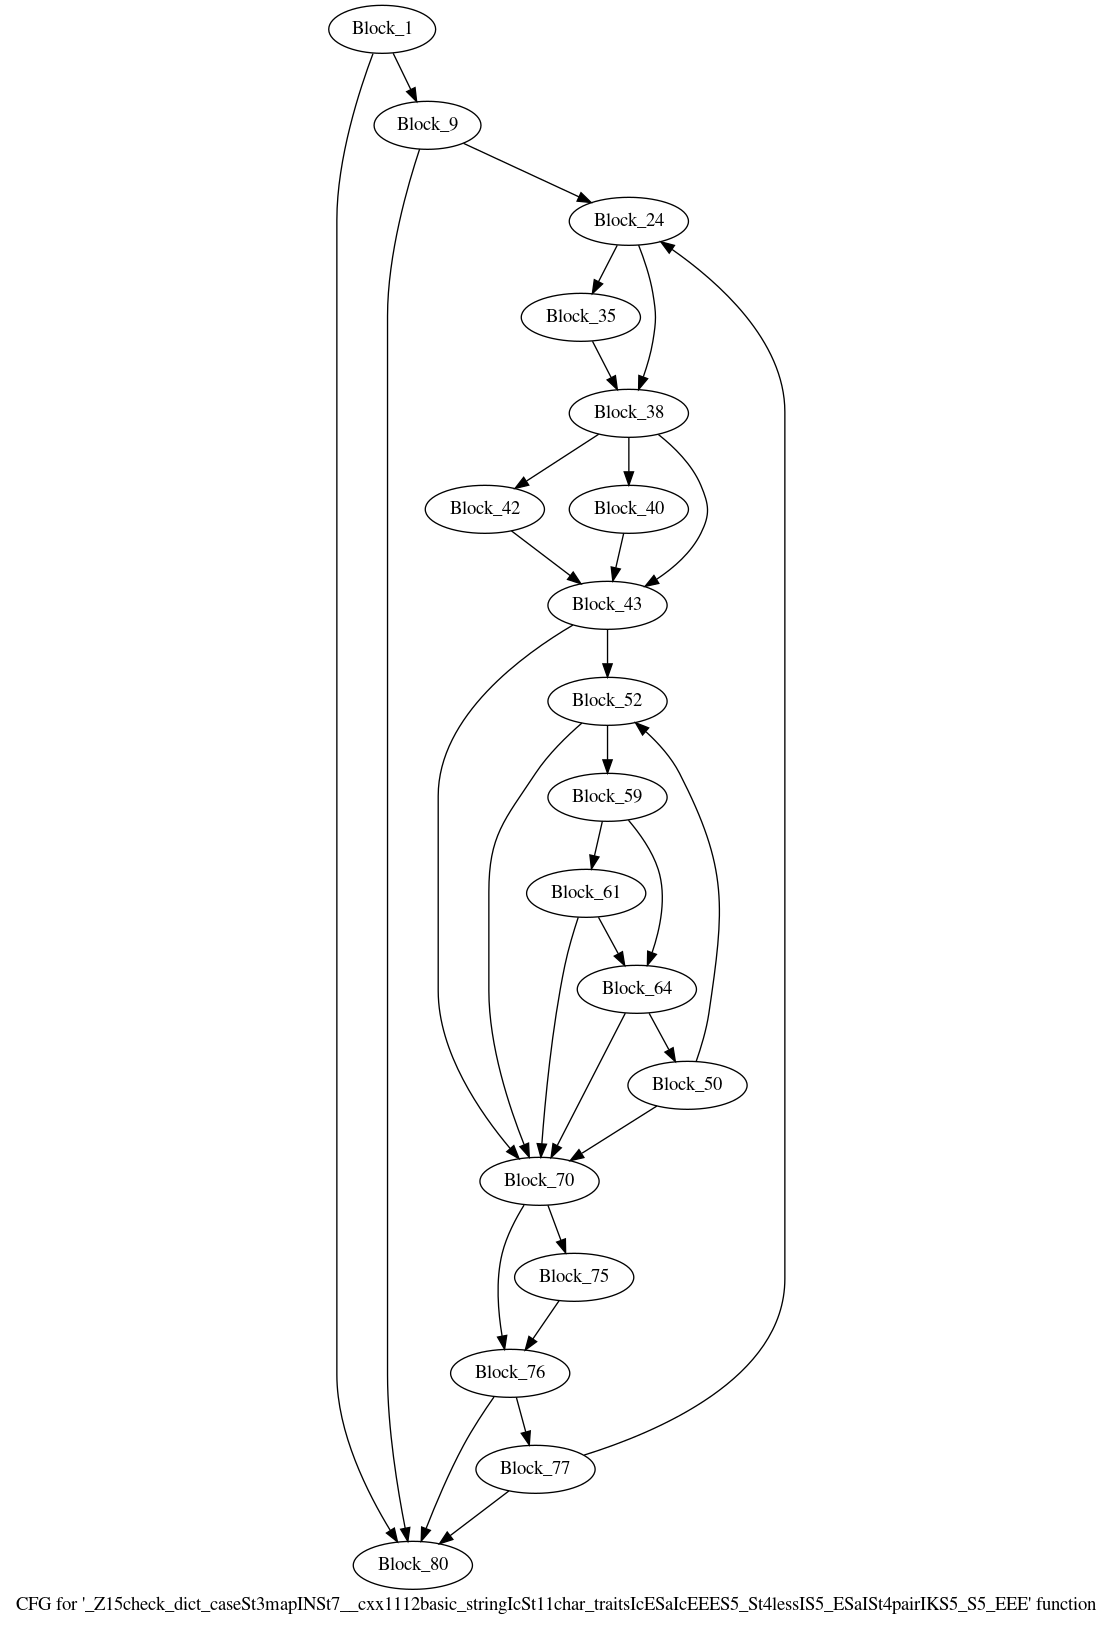 Block_1
Block_9
Block_24
Block_35
Block_38
Block_42
Block_40
Block_43
Block_52
Block_59
Block_61
Block_64
Block_50
Block_70
Block_75
Block_76
Block_77
Block_80
CFG for '_Z15check_dict_caseSt3mapINSt7__cxx1112basic_stringIcSt11char_traitsIcESaIcEEES5_St4lessIS5_ESaISt4pairIKS5_S5_EEE' function